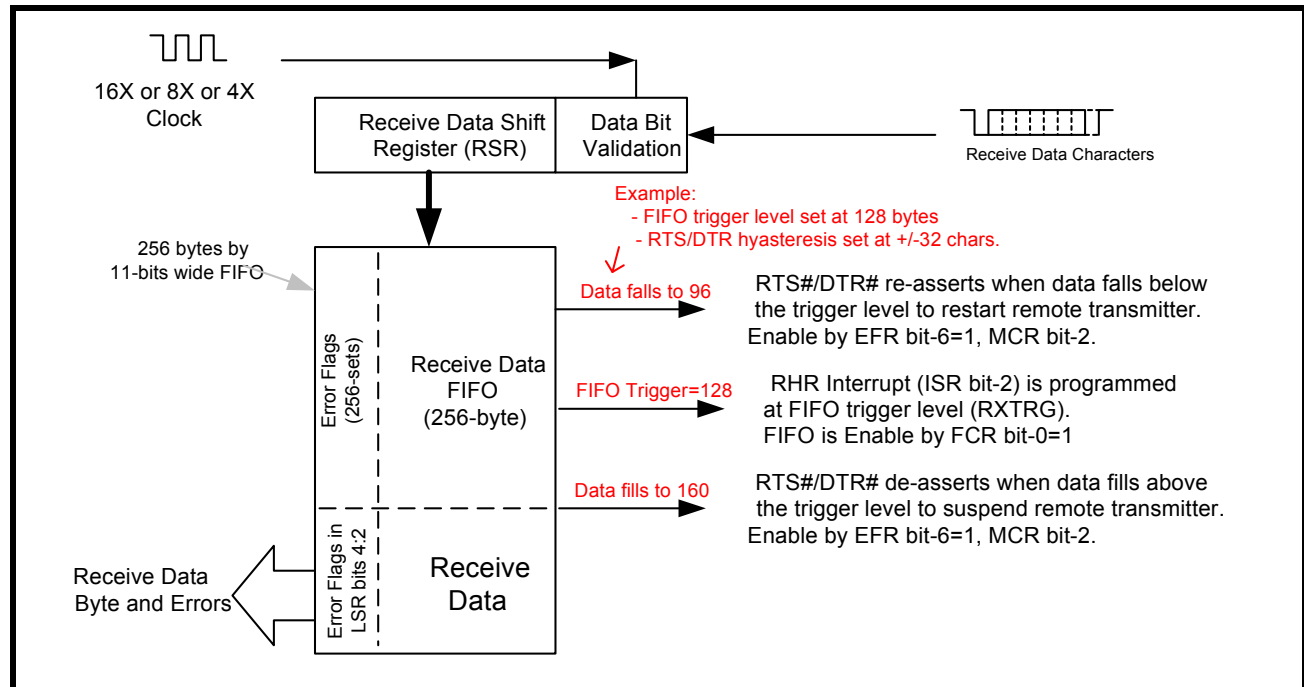 16X or 8X or 4X
Clock
Receive Data Shift
Register (RSR)
Data Bit
Validation
Receive Data Characters
Example:
- FIFO trigger level set at 128 bytes
- RTS/DTR hyasteresis set at +/-32 chars.
256 bytes by
11-bits wide FIFO
Error Flags
(256-sets)
Receive Data
FIFO
(256-byte)
Data falls to 96
RTS#/DTR# re-asserts when data falls below
the trigger level to restart remote transmitter.
Enable by EFR bit-6=1, MCR bit-2.
FIFO Trigger=128
RHR Interrupt (ISR bit-2) is programmed
at FIFO trigger level (RXTRG).
FIFO is Enable by FCR bit-0=1
Data fills to 160
RTS#/DTR# de-asserts when data fills above
the trigger level to suspend remote transmitter.
Enable by EFR bit-6=1, MCR bit-2.
Error Flags in
LSR bits 4:2
Receive
Data
Receive Data
Byte and Errors